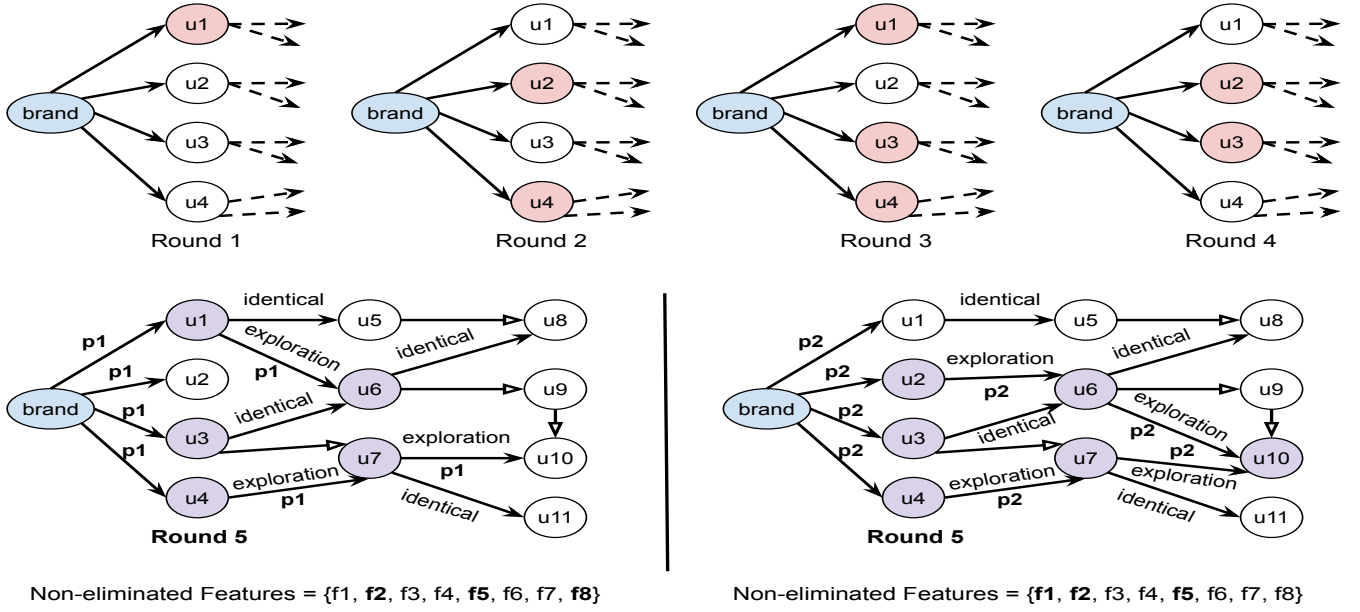 u1
u2
brand
u3
u4
Round 1
u1
u2
brand
u3
u4
Round 2
u1
u2
brand
u3
u4
Round 3
u1
u2
brand
u3
u4
Round 4
identical
u1
u5
u8
p1
exploration
identical
p1
p1
u2
u6
u9
brand
p1
identical
u3
exploration
p1
u7
p1
u10
exploration
u4
p1
identical
u11
Round 5
Non-eliminated Features = {f1, f2, f3, f4, f5, f6, f7, f8}
identical
u1
u5
u8
p2
exploration
identical
p2
u2
p2
u6
u9
brand
p2
exploration
u3
identical
p2
p2
p2
u7
u10
exploration
exploration
u4
p2
identical
u11
Round 5
Non-eliminated Features = {f1, f2, f3, f4, f5, f6, f7, f8}